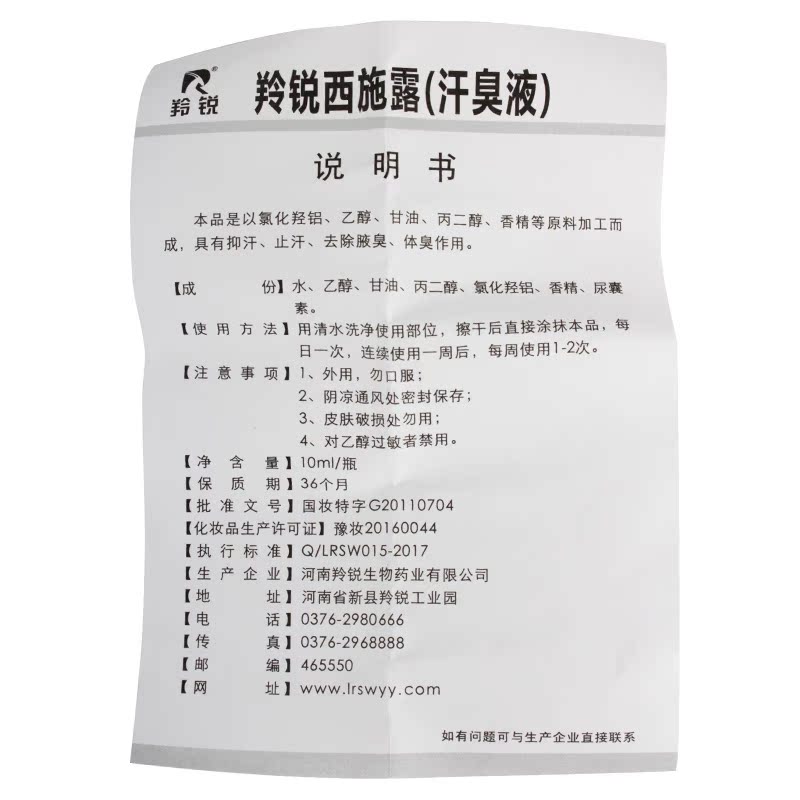 羚锐®
羚锐西施露(汗臭液)
说明书
本品是以氯化羟铝、乙醇、甘油、丙二醇、香精等原料加工而
成，具有抑汗、止汗、去除腋臭、体臭作用。
【成份】水、乙醇、甘油、丙二醇、氯化羟铝、香精、尿囊
素。
【使用方法】用清水洗净使用部位，擦干后直接涂抹本品，每
日一次，连续使用一周后，每周使用1-2次。
【注意事项】1、外用，勿口服；
2、阴凉通风处密封保存；
3、皮肤破损处勿用；
4、对乙醇过敏者禁用。
【净含量】10ml/瓶
【保质期】36个月
【批准文号】国妆特字G20110704
【化妆品生产许可证】豫妆20160044
【执行标准】Q/LRSW015-2017
【生产企业】河南羚锐生物药业有限公司
【地址】河南省新县羚锐工业园
【电话】0376-2980666
【传真】0376-2968888
【邮编】465550
【网址】www.lrswyy.com
如有问题可与生产企业直接联系